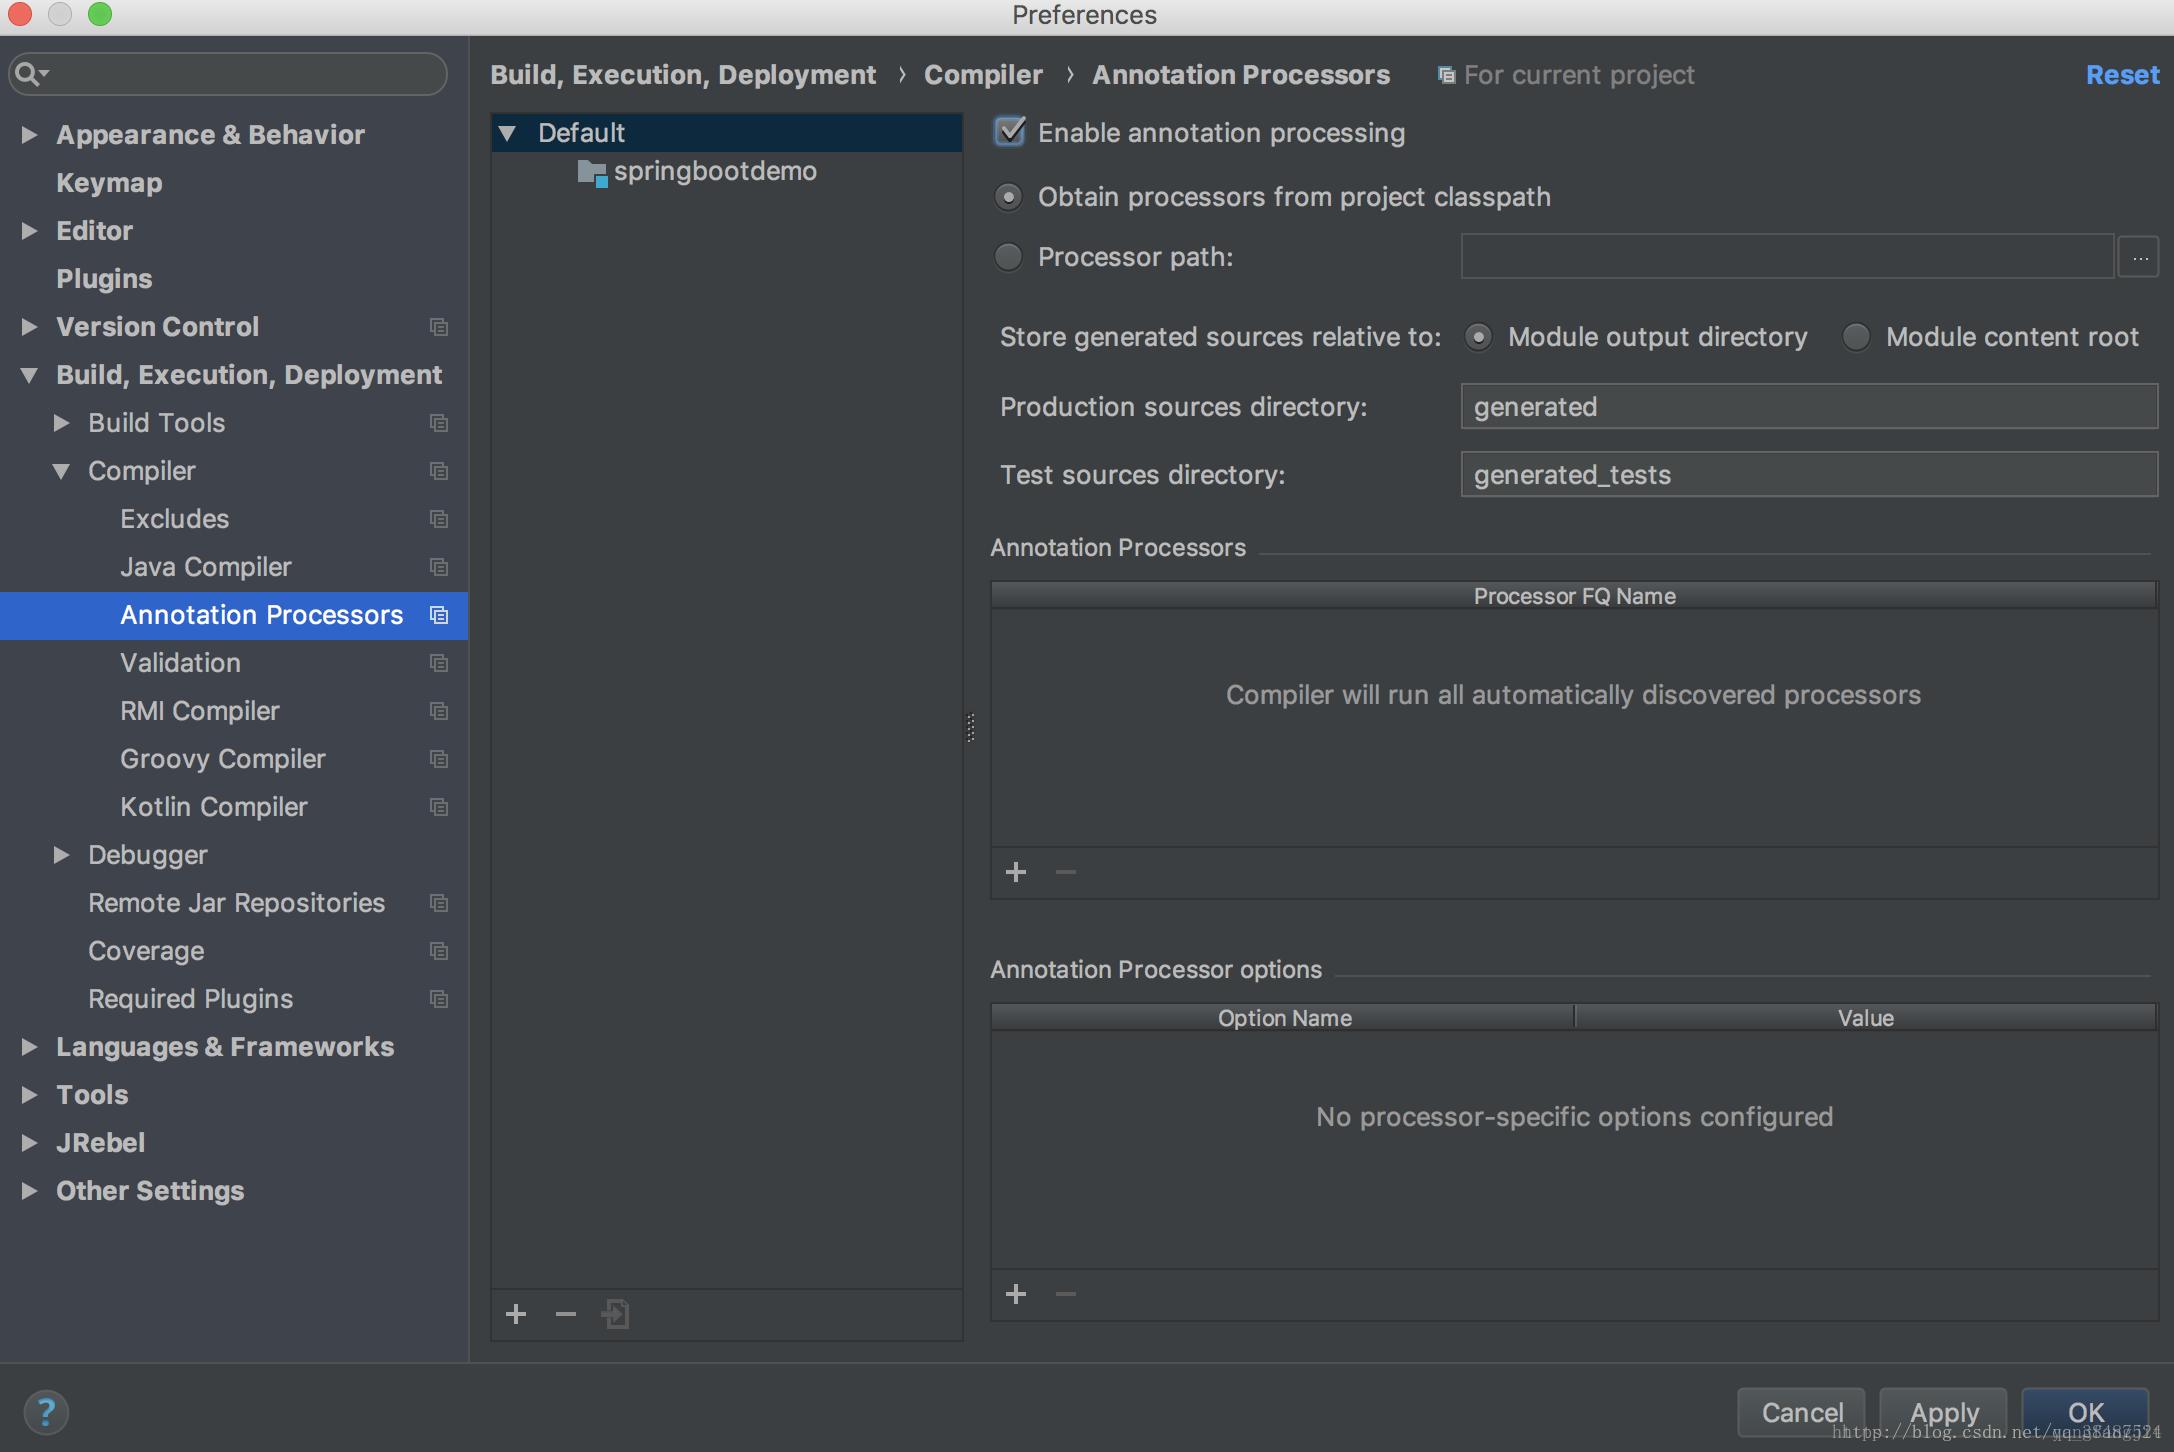 Preferences
Build, Execution, Deployment › Compiler › Annotation Processors For current project Reset
Appearance & Behavior
Keymap
Editor
Plugins
Version Control
Build, Execution, Deployment
Build Tools
Compiler
Excludes
Java Compiler
Annotation Processors
Validation
RMI Compiler
Groovy Compiler
Kotlin Compiler
Debugger
Remote Jar Repositories
Coverage
Required Plugins
Languages & Frameworks
Tools
JRebel
Other Settings
Default
springbootdemo
Enable annotation processing
Obtain processors from project classpath
Processor path: ...
Store generated sources relative to: Module output directory Module content root
Production sources directory: generated
Test sources directory: generated_tests
Annotation Processors
Processor FQ Name
Compiler will run all automatically discovered processors
Annotation Processor options
Option Name Value
No processor-specific options configured
? Cancel Apply OK